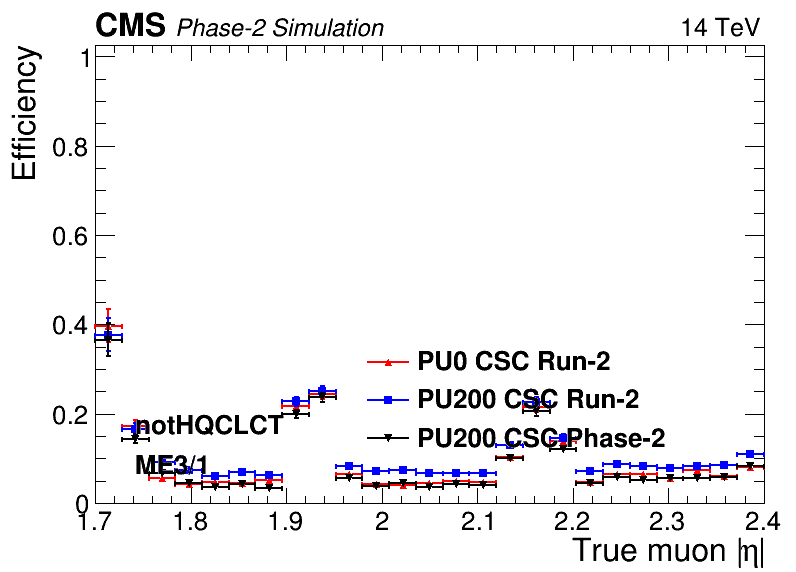 CMS Phase-2 Simulation 14 TeV
Efficiency
1
0.8
0.6
0.4
0.2
0
PU0 CSC Run-2
PU200 CSC Run-2
PU200 CSC Phase-2
notHQCLCT
ME3/1
1.7 1.8 1.9 2 2.1 2.2 2.3 2.4
True muon |η|